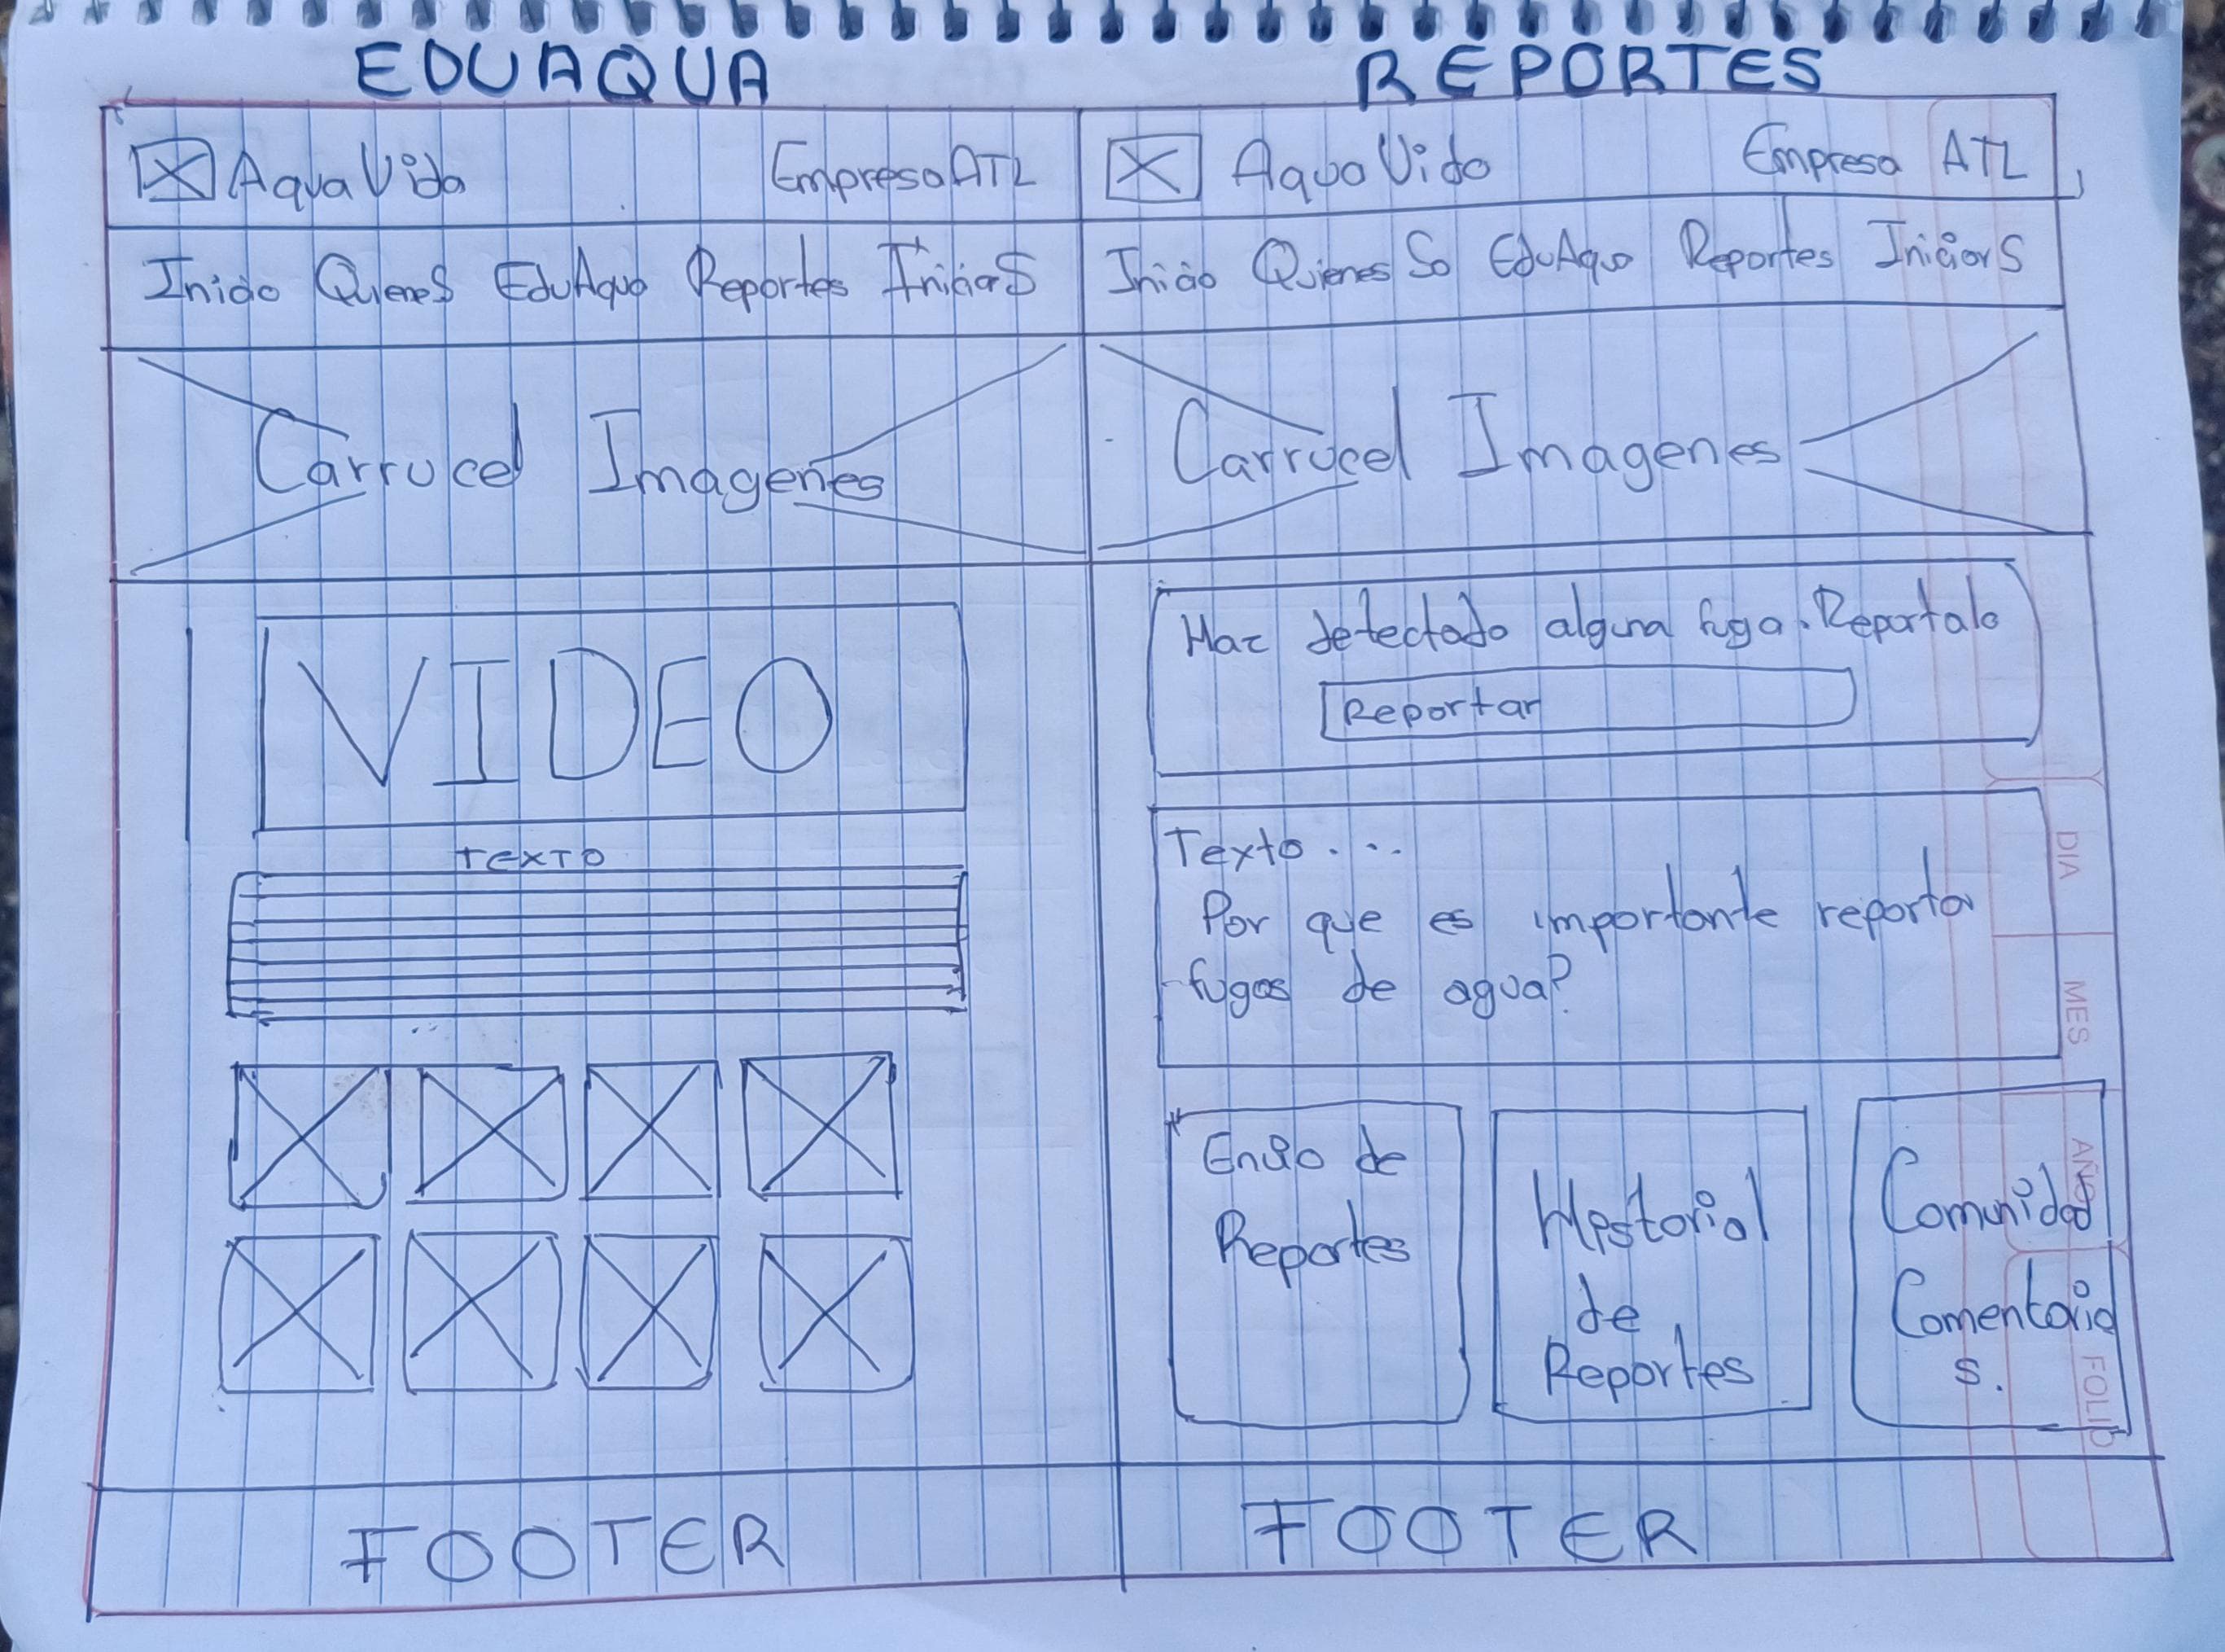 EDUAQUA
AquaVida
EmpresaATL
Inicio QuieneS EduAqua Reportes IniciarS
Carrucel Imagenes
VIDEO
TEXTO
FOOTER
REPORTES
AquaVida
Empresa ATL
Inicio Quienes So EduAqua Reportes IniciarS
Carrucel Imagenes
Haz detectado alguna fuga. Reportalo
Reportar
Texto....
Por que es importante reportar
fugas de agua?
Envio de
Reportes
Historial
de
Reportes
Comunidad
Comentario
s.
FOOTER
DIA
MES
AÑO
FOLIO